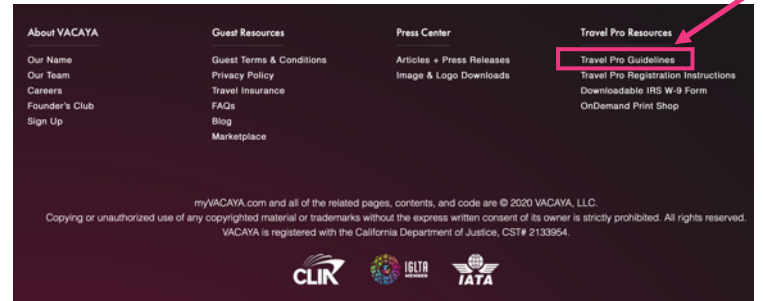 About VACAYA
Our Name
Our Team
Careers
Founder's Club
Sign Up
Guest Resources
Guest Terms & Conditions
Privacy Policy
Travel Insurance
FAQs
Blog
Marketplace
Press Center
Articles + Press Releases
Image & Logo Downloads
Travel Pro Resources
Travel Pro Guidelines
Travel Pro Registration Instructions
Downloadable IRS W-9 Form
OnDemand Print Shop
myVACAYA.com and all of the related pages, contents, and code are © 2020 VACAYA, LLC.
Copying or unauthorized use of any copyrighted material or trademarks without the express written consent of its owner is strictly prohibited. All rights reserved.
VACAYA is registered with the California Department of Justice, CST# 2133954.
CLIA
IGLTA
MEMBER
IATA